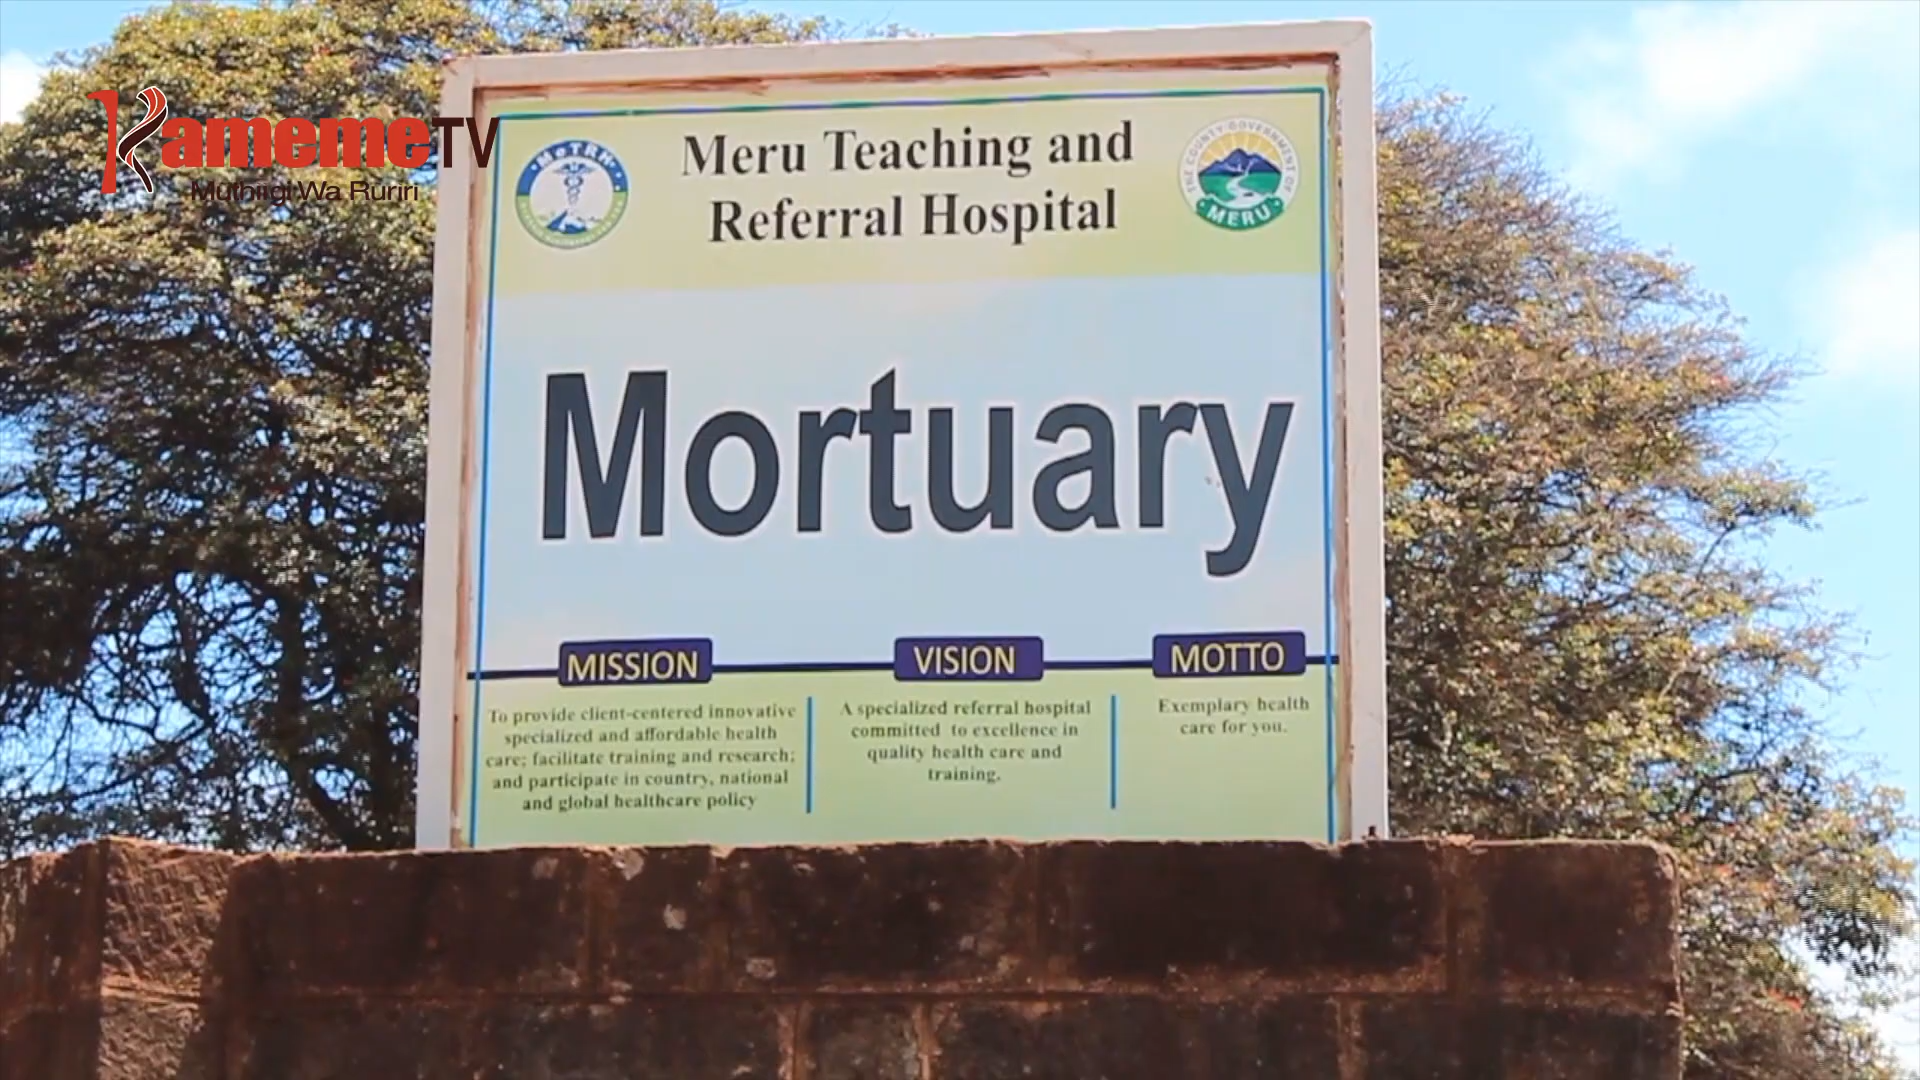 Kameme TV
Muthiigi Wa Ruriri
MeTRH
Meru Teaching and
Referral Hospital
THE COUNTY GOVERNMENT OF
MERU
Mortuary
MISSION
To provide client-centered innovative
specialized and affordable health
care; facilitate training and research;
and participate in country, national
and global healthcare policy
VISION
A specialized referral hospital
committed to excellence in
quality health care and
training.
MOTTO
Exemplary health
care for you.